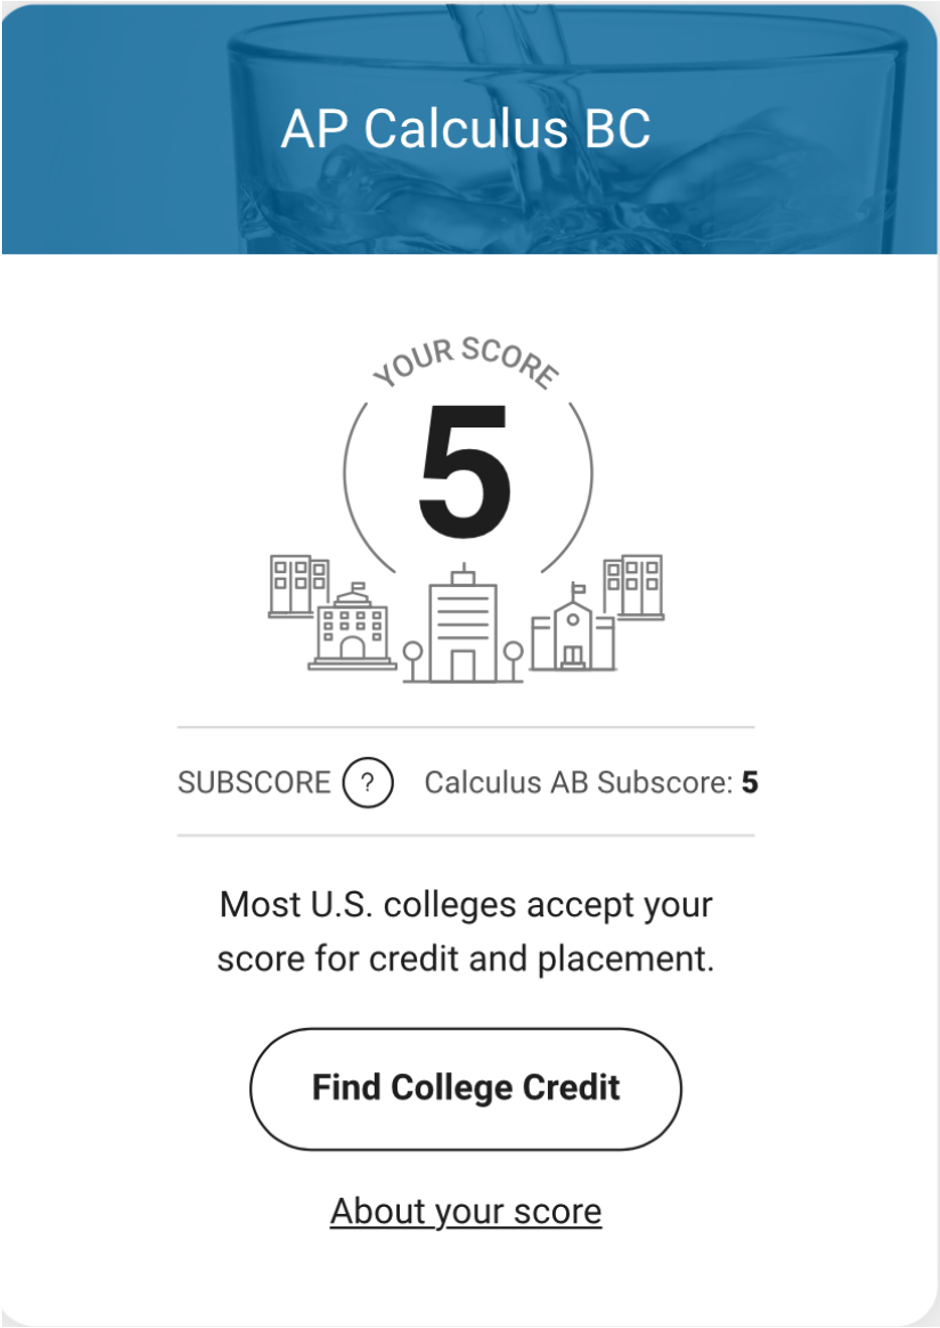 AP Calculus BC
YOUR SCORE
5
SUBSCORE ? Calculus AB Subscore: 5
Most U.S. colleges accept your
score for credit and placement.
Find College Credit
About your score